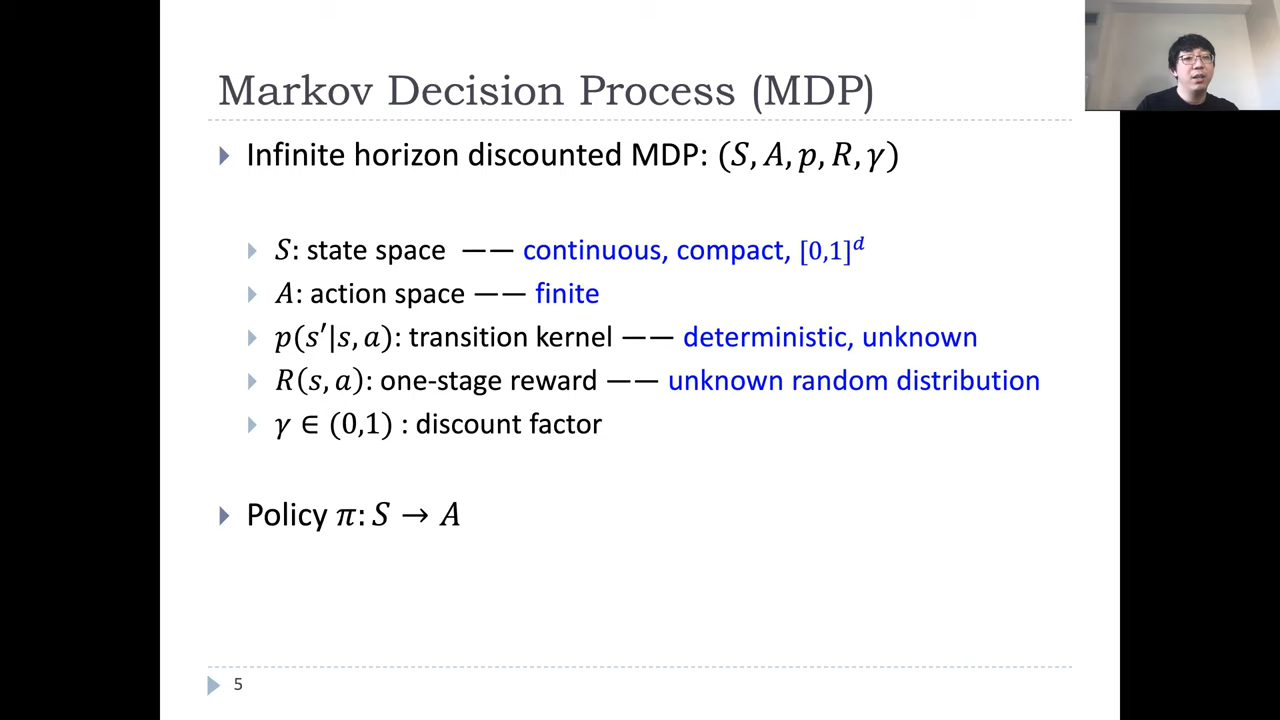 Markov Decision Process (MDP)
Infinite horizon discounted MDP: (S, A, p, R, γ)
S: state space —— continuous, compact, [0,1]^d
A: action space —— finite
p(s′|s, a): transition kernel —— deterministic, unknown
R(s, a): one-stage reward —— unknown random distribution
γ ∈ (0,1) : discount factor
Policy π: S → A
5